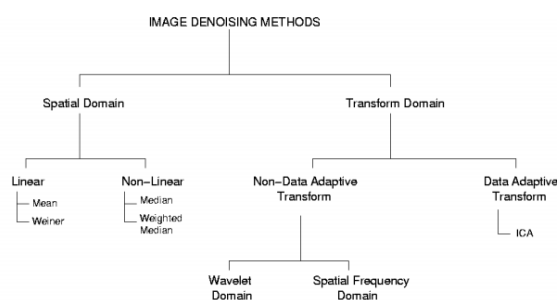 IMAGE DENOISING METHODS
Spatial Domain
Transform Domain
Linear
Mean
Weiner
Non-Linear
Median
Weighted
Median
Non-Data Adaptive
Transform
Data Adaptive
Transform
ICA
Wavelet
Domain
Spatial Frequency
Domain